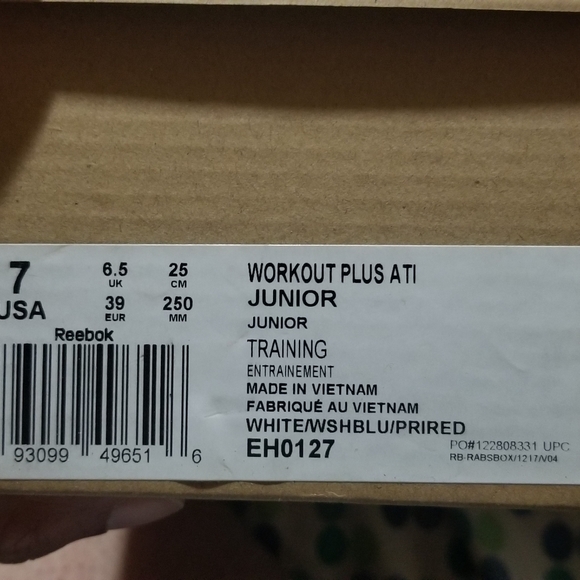 7 6.5 25
UK CM
USA 39 250
EUR MM
Reebok
93099 49651 6
WORKOUT PLUS ATI
JUNIOR
JUNIOR
TRAINING
ENTRAINEMENT
MADE IN VIETNAM
FABRIQUÉ AU VIETNAM
WHITE/WSHBLU/PRIRED
EH0127
PO#122808331 UPC
RB-RABSBOX/1217/V04